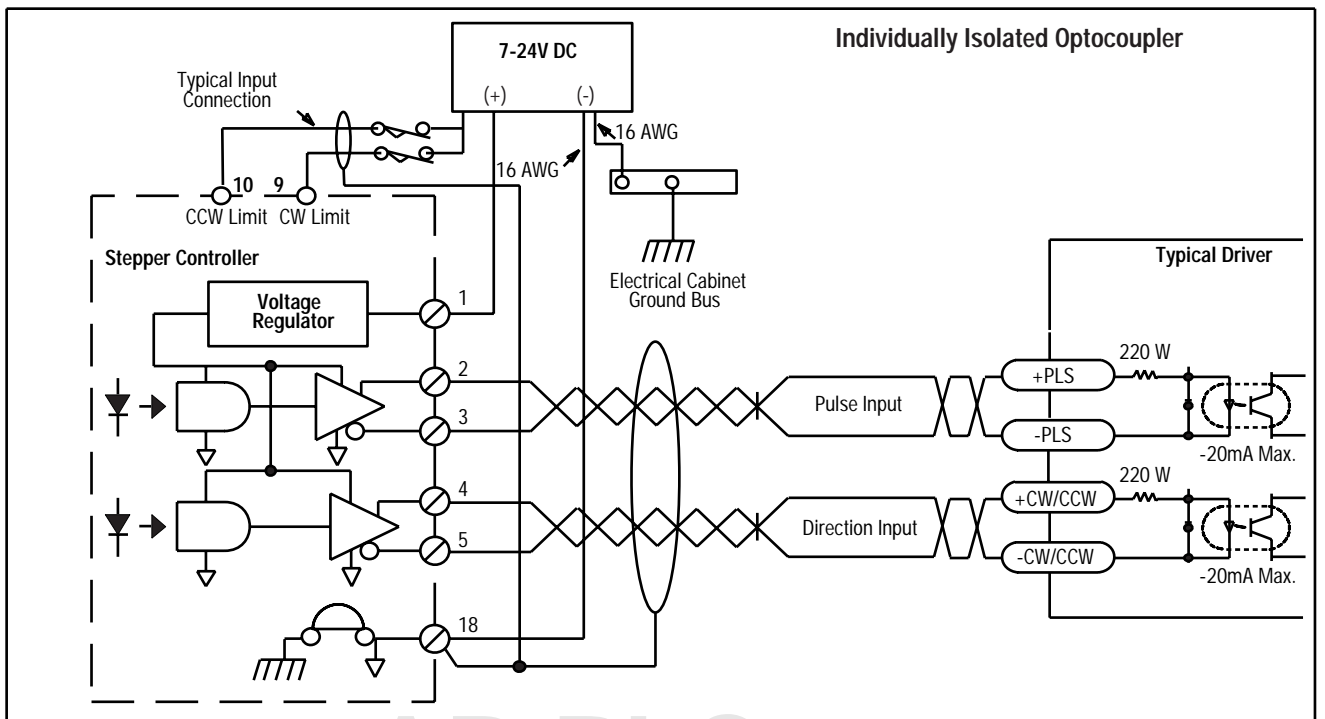 Individually Isolated Optocoupler
7-24V DC
(+)
(-)
Typical Input
Connection
16 AWG
16 AWG
10
9
CCW Limit
CW Limit
Electrical Cabinet
Ground Bus
Stepper Controller
Voltage
Regulator
1
2
3
4
5
18
Pulse Input
Direction Input
Typical Driver
+PLS
-PLS
220 W
-20mA Max.
+CW/CCW
-CW/CCW
220 W
-20mA Max.